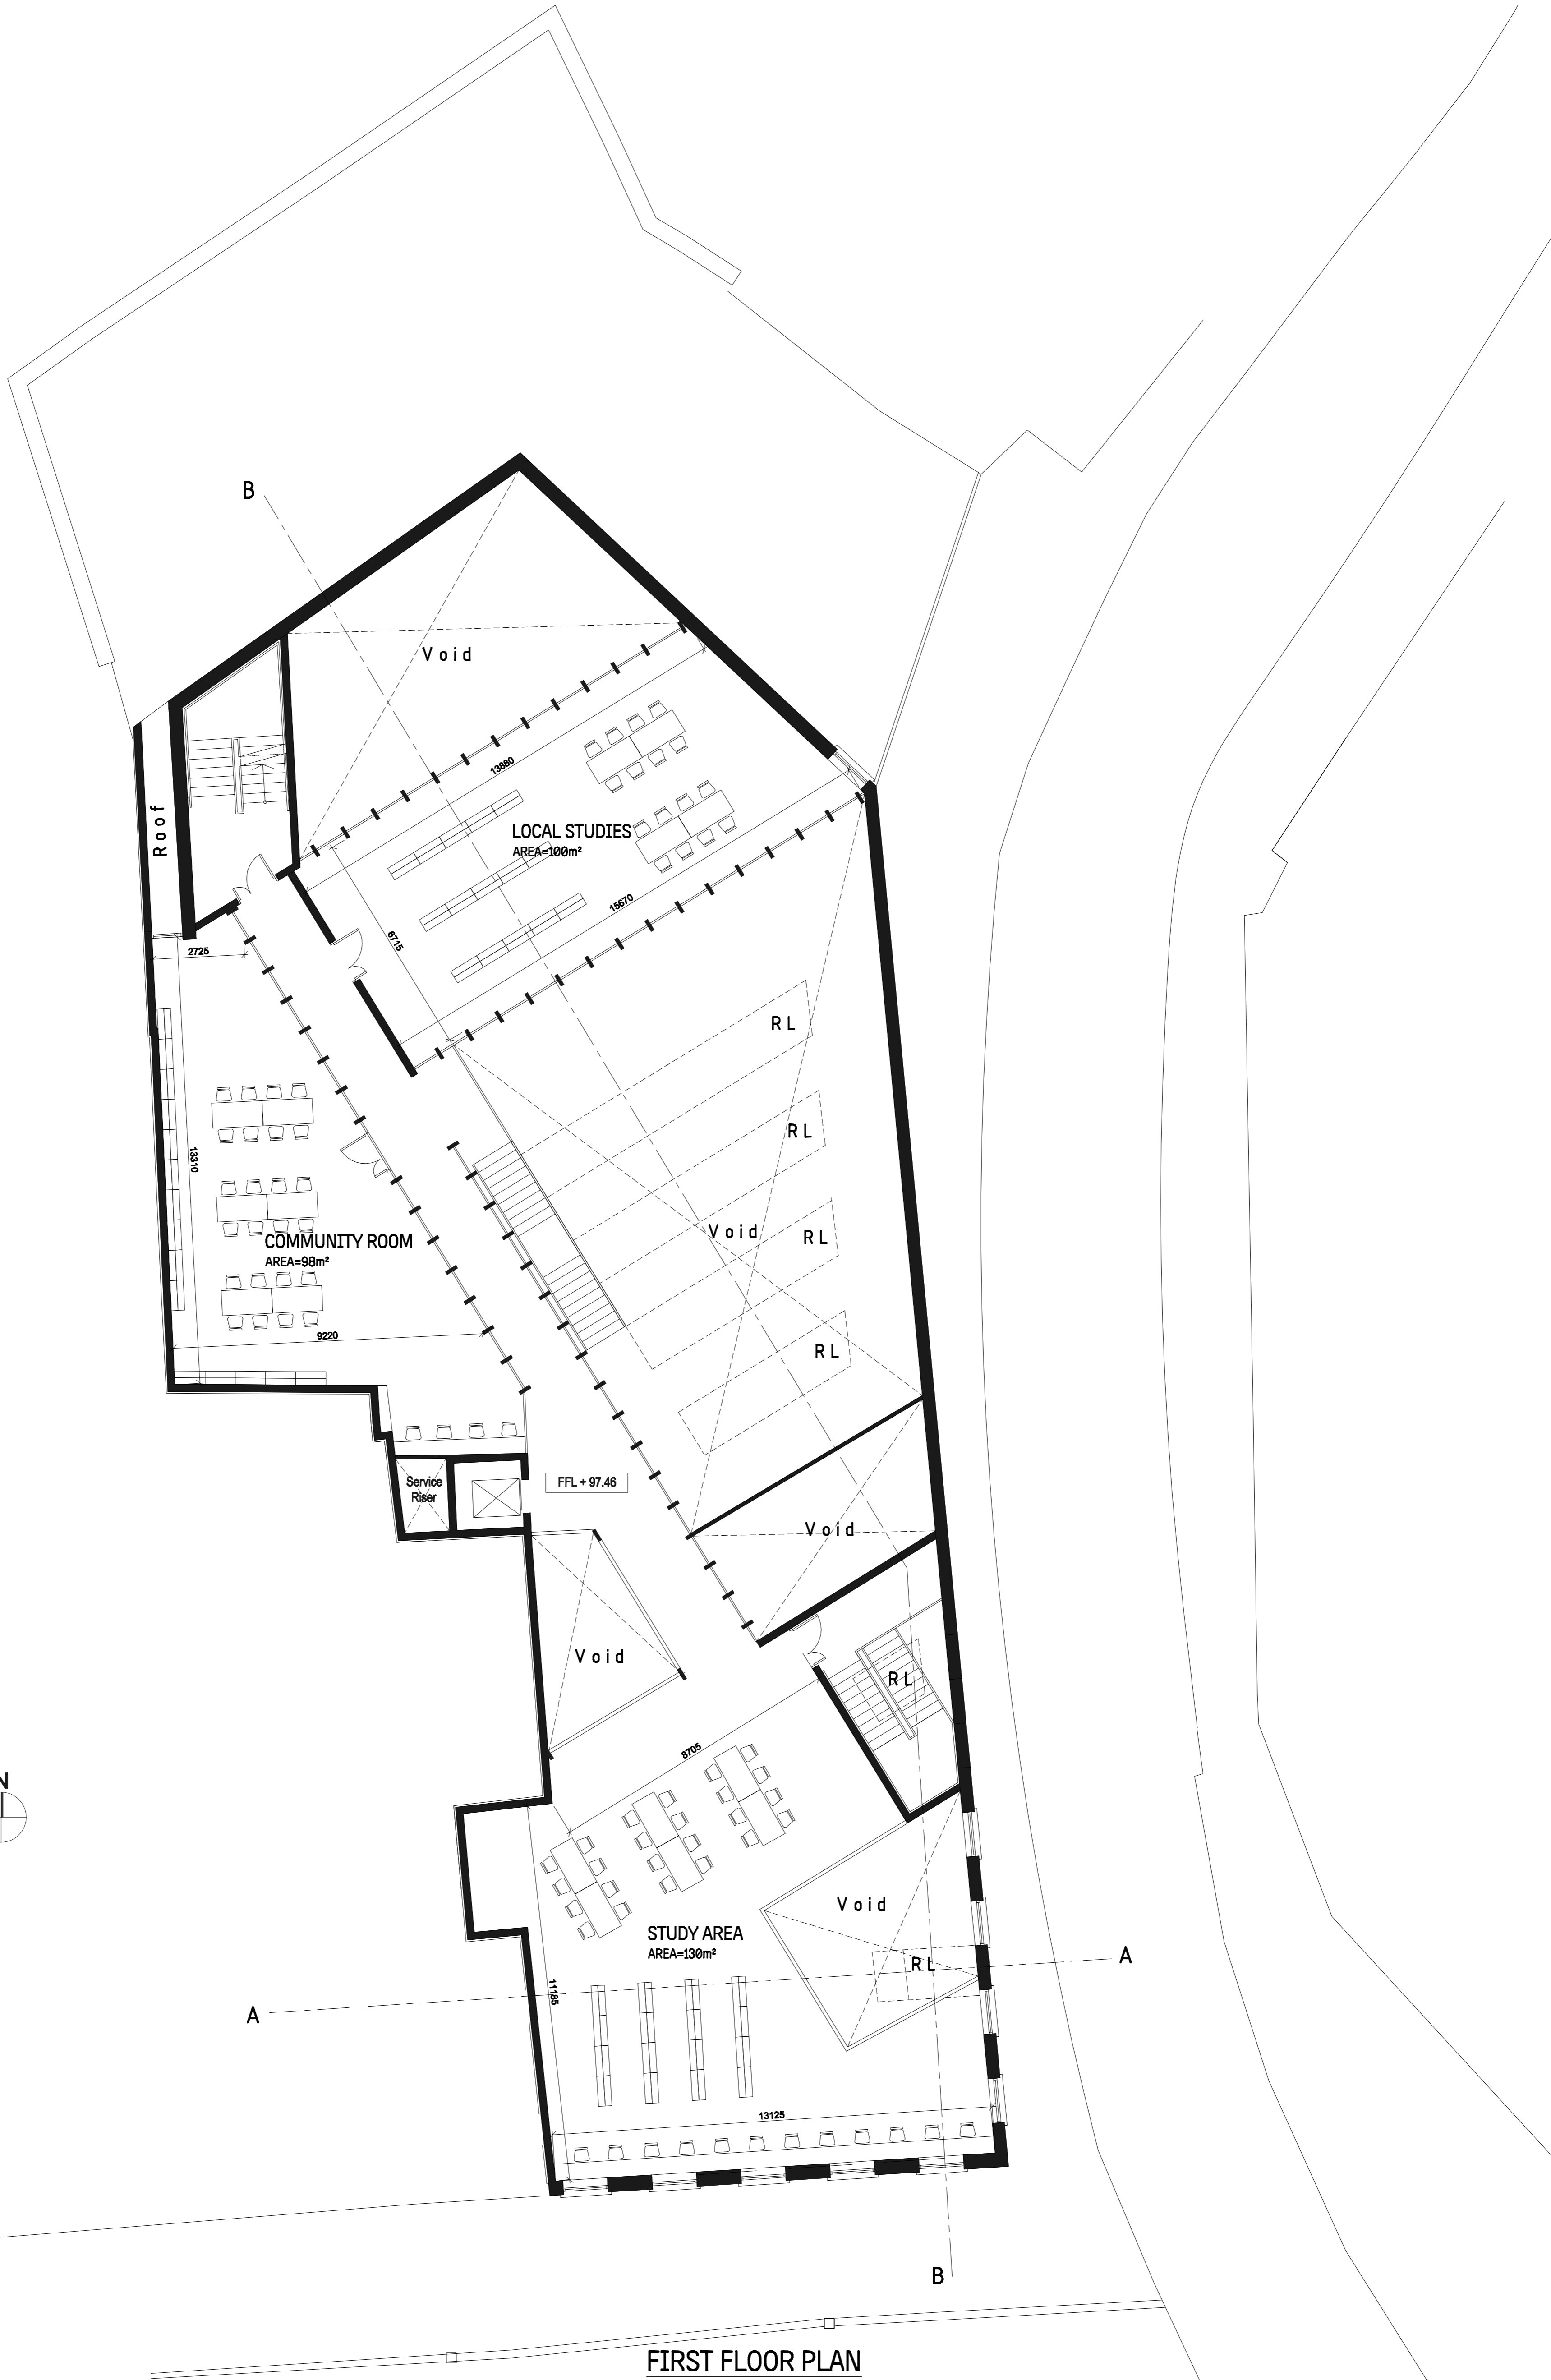 B
Void
13880
LOCAL STUDIES
AREA=100m²
Roof
15670
6715
2725
RL
RL
13310
Void
RL
COMMUNITY ROOM
AREA=98m²
9220
RL
Service
Riser
FFL + 97.46
Void
Void
RL
8705
N
Void
STUDY AREA
AREA=130m²
A
RL
11185
A
13125
B
FIRST FLOOR PLAN